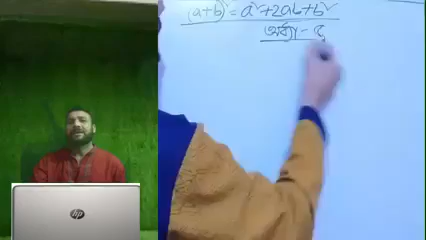 (a+b)² = a²+2ab+b²
hp